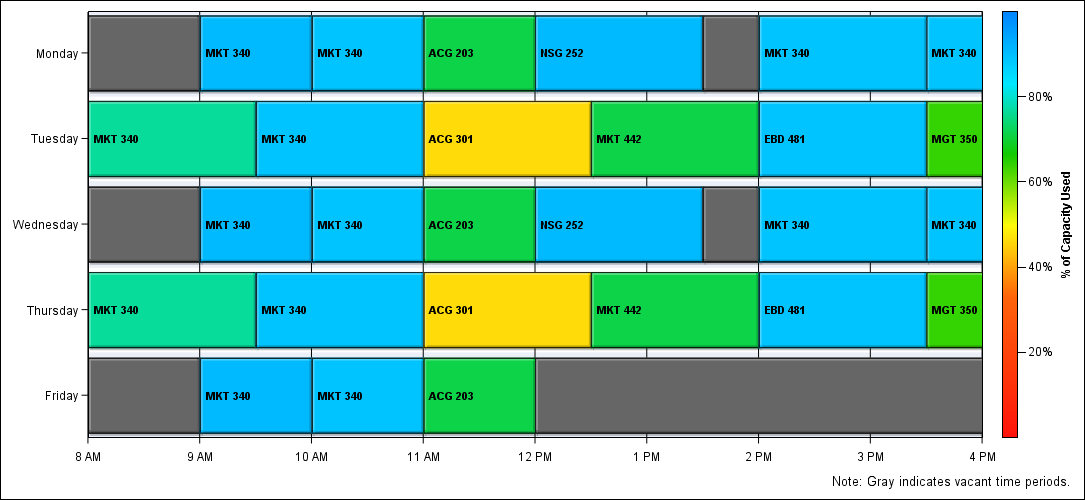 Monday MKT 340 MKT 340 ACG 203 NSG 252 MKT 340 MKT 340
80%
Tuesday MKT 340 MKT 340 ACG 301 MKT 442 EBD 481 MGT 350
60%
Wednesday MKT 340 MKT 340 ACG 203 NSG 252 MKT 340 MKT 340
% of Capacity Used
40%
Thursday MKT 340 MKT 340 ACG 301 MKT 442 EBD 481 MGT 350
20%
Friday MKT 340 MKT 340 ACG 203
8 AM 9 AM 10 AM 11 AM 12 PM 1 PM 2 PM 3 PM 4 PM
Note: Gray indicates vacant time periods.